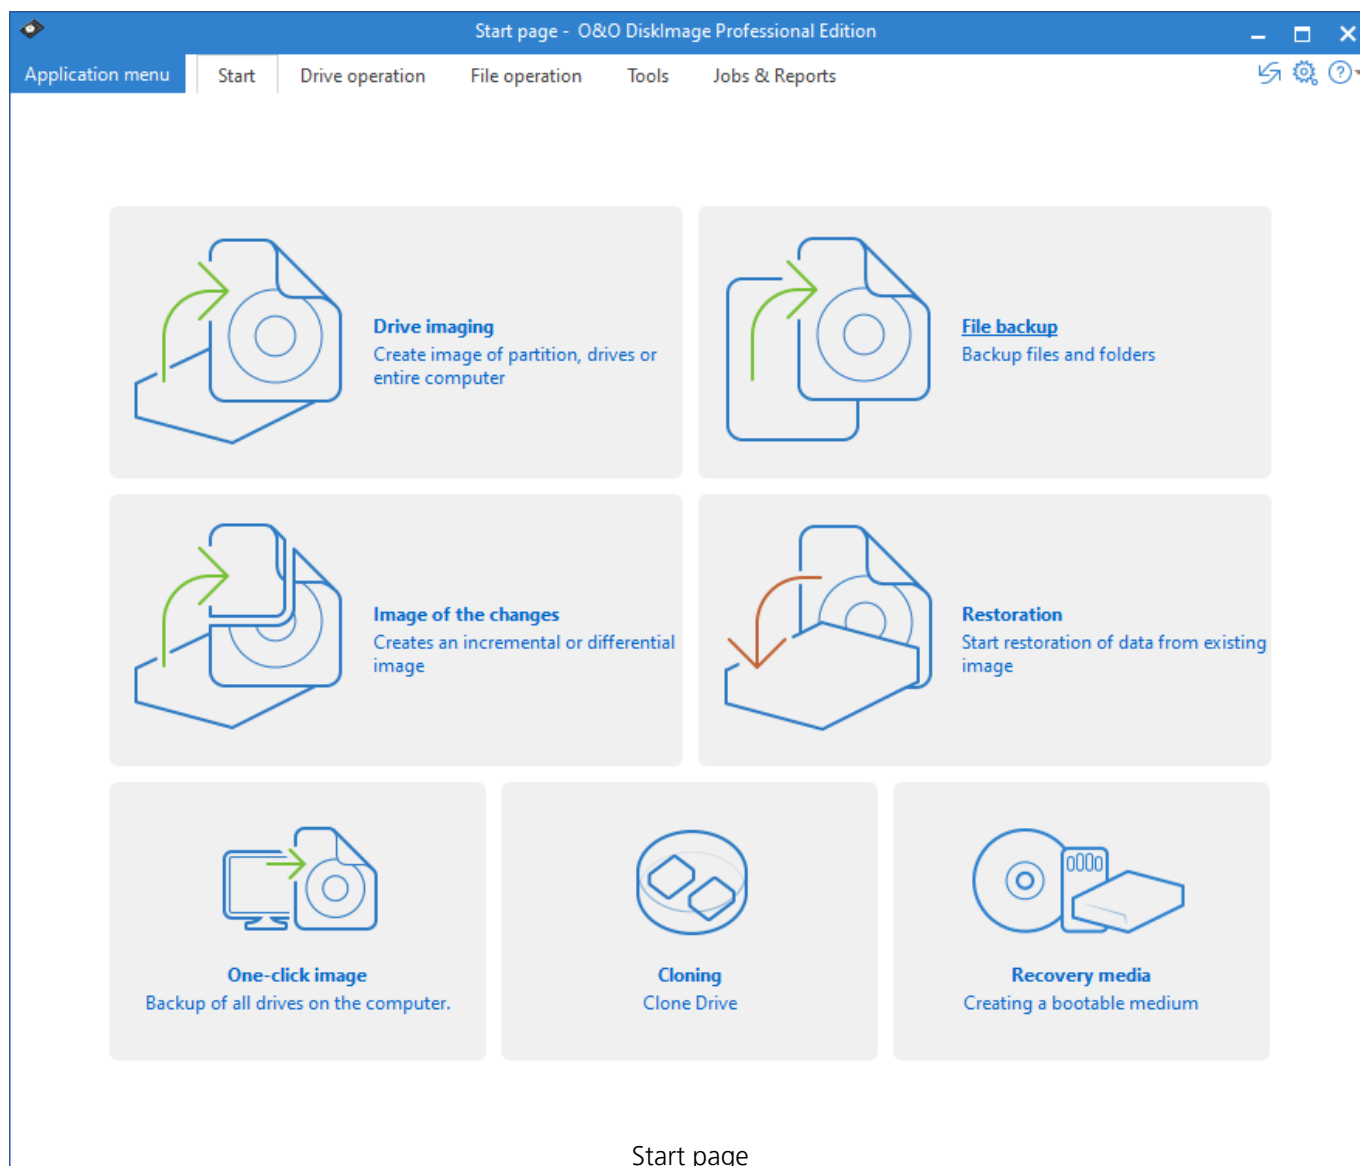 Start page - O&O DiskImage Professional Edition
Application menu Start Drive operation File operation Tools Jobs & Reports
Drive imaging
Create image of partition, drives or
entire computer
File backup
Backup files and folders
Image of the changes
Creates an incremental or differential
image
Restoration
Start restoration of data from existing
image
One-click image
Backup of all drives on the computer.
Cloning
Clone Drive
Recovery media
Creating a bootable medium
Start page